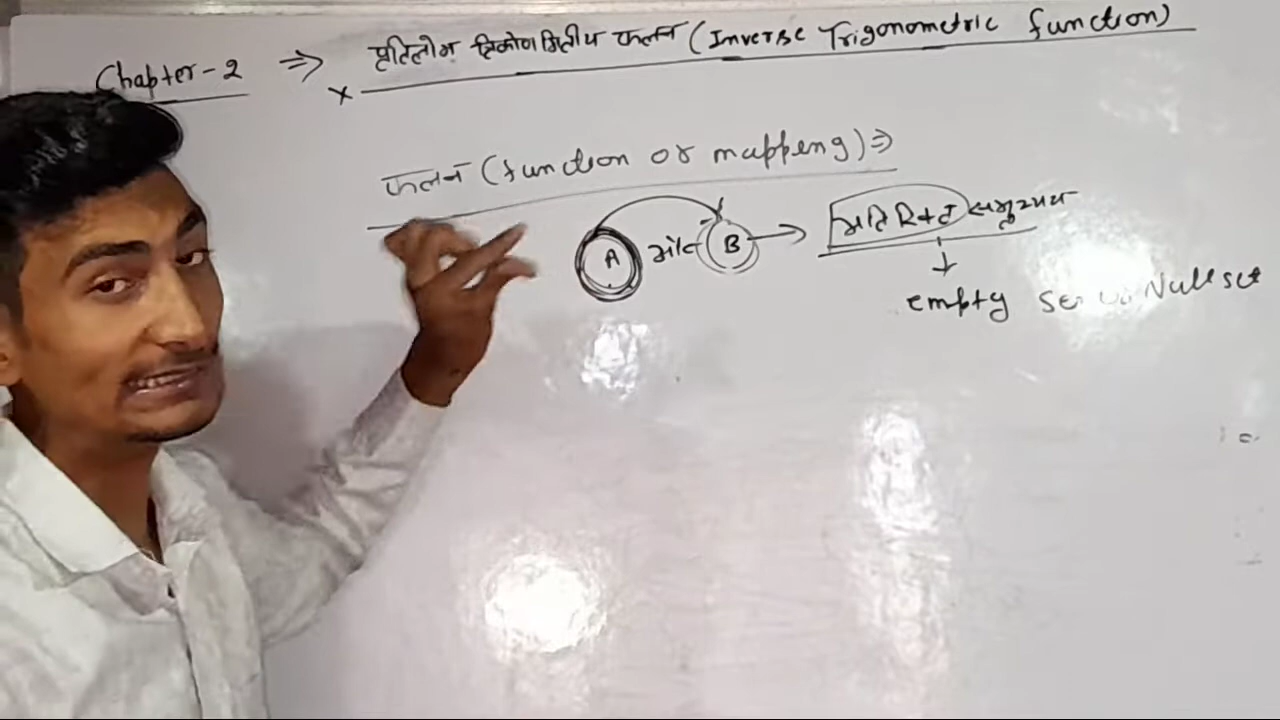 Chapter-2 ⇒ प्रतिलोम त्रिकोणमितीय फलन (Inverse Trigonometric function)
फलन (function or mapping) ⇒
A और B → अतिरिक्त समुच्चय
empty set Null set